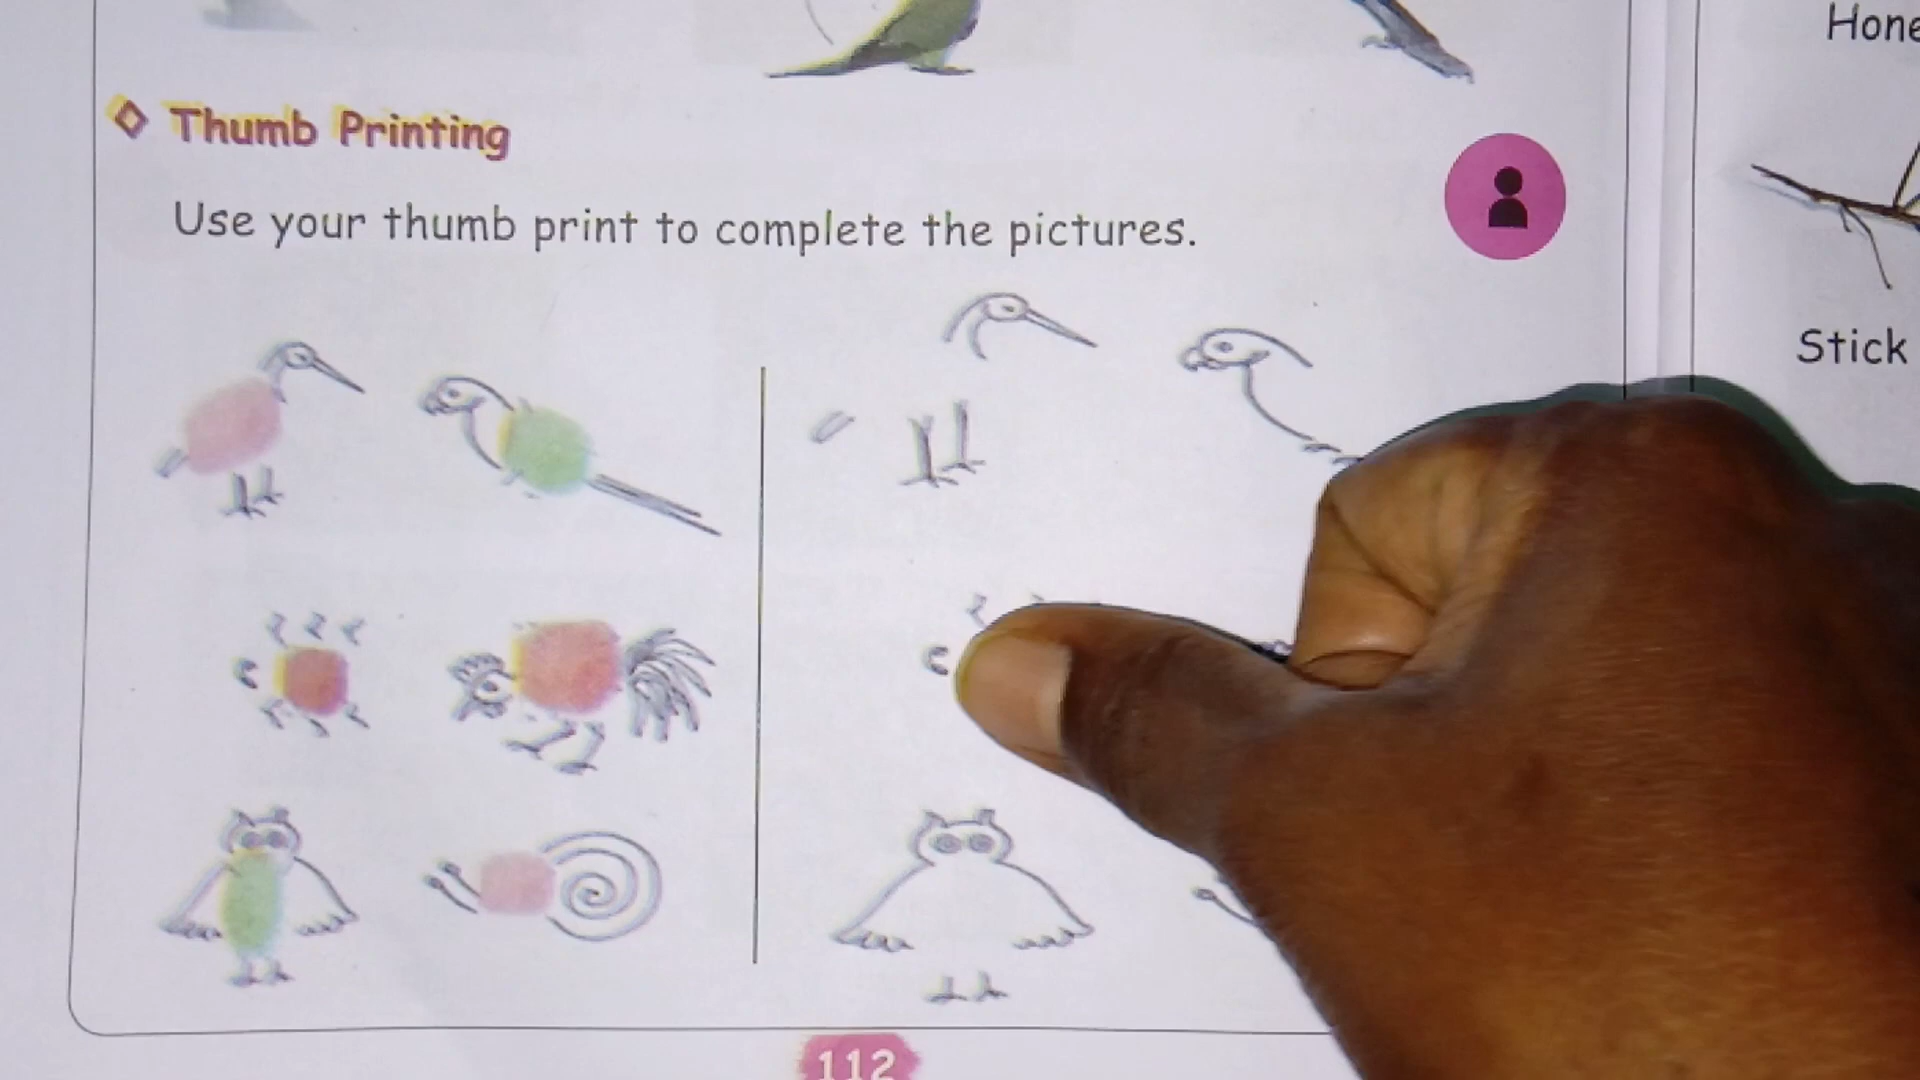 Thumb Printing
Use your thumb print to complete the pictures.
Stick
112